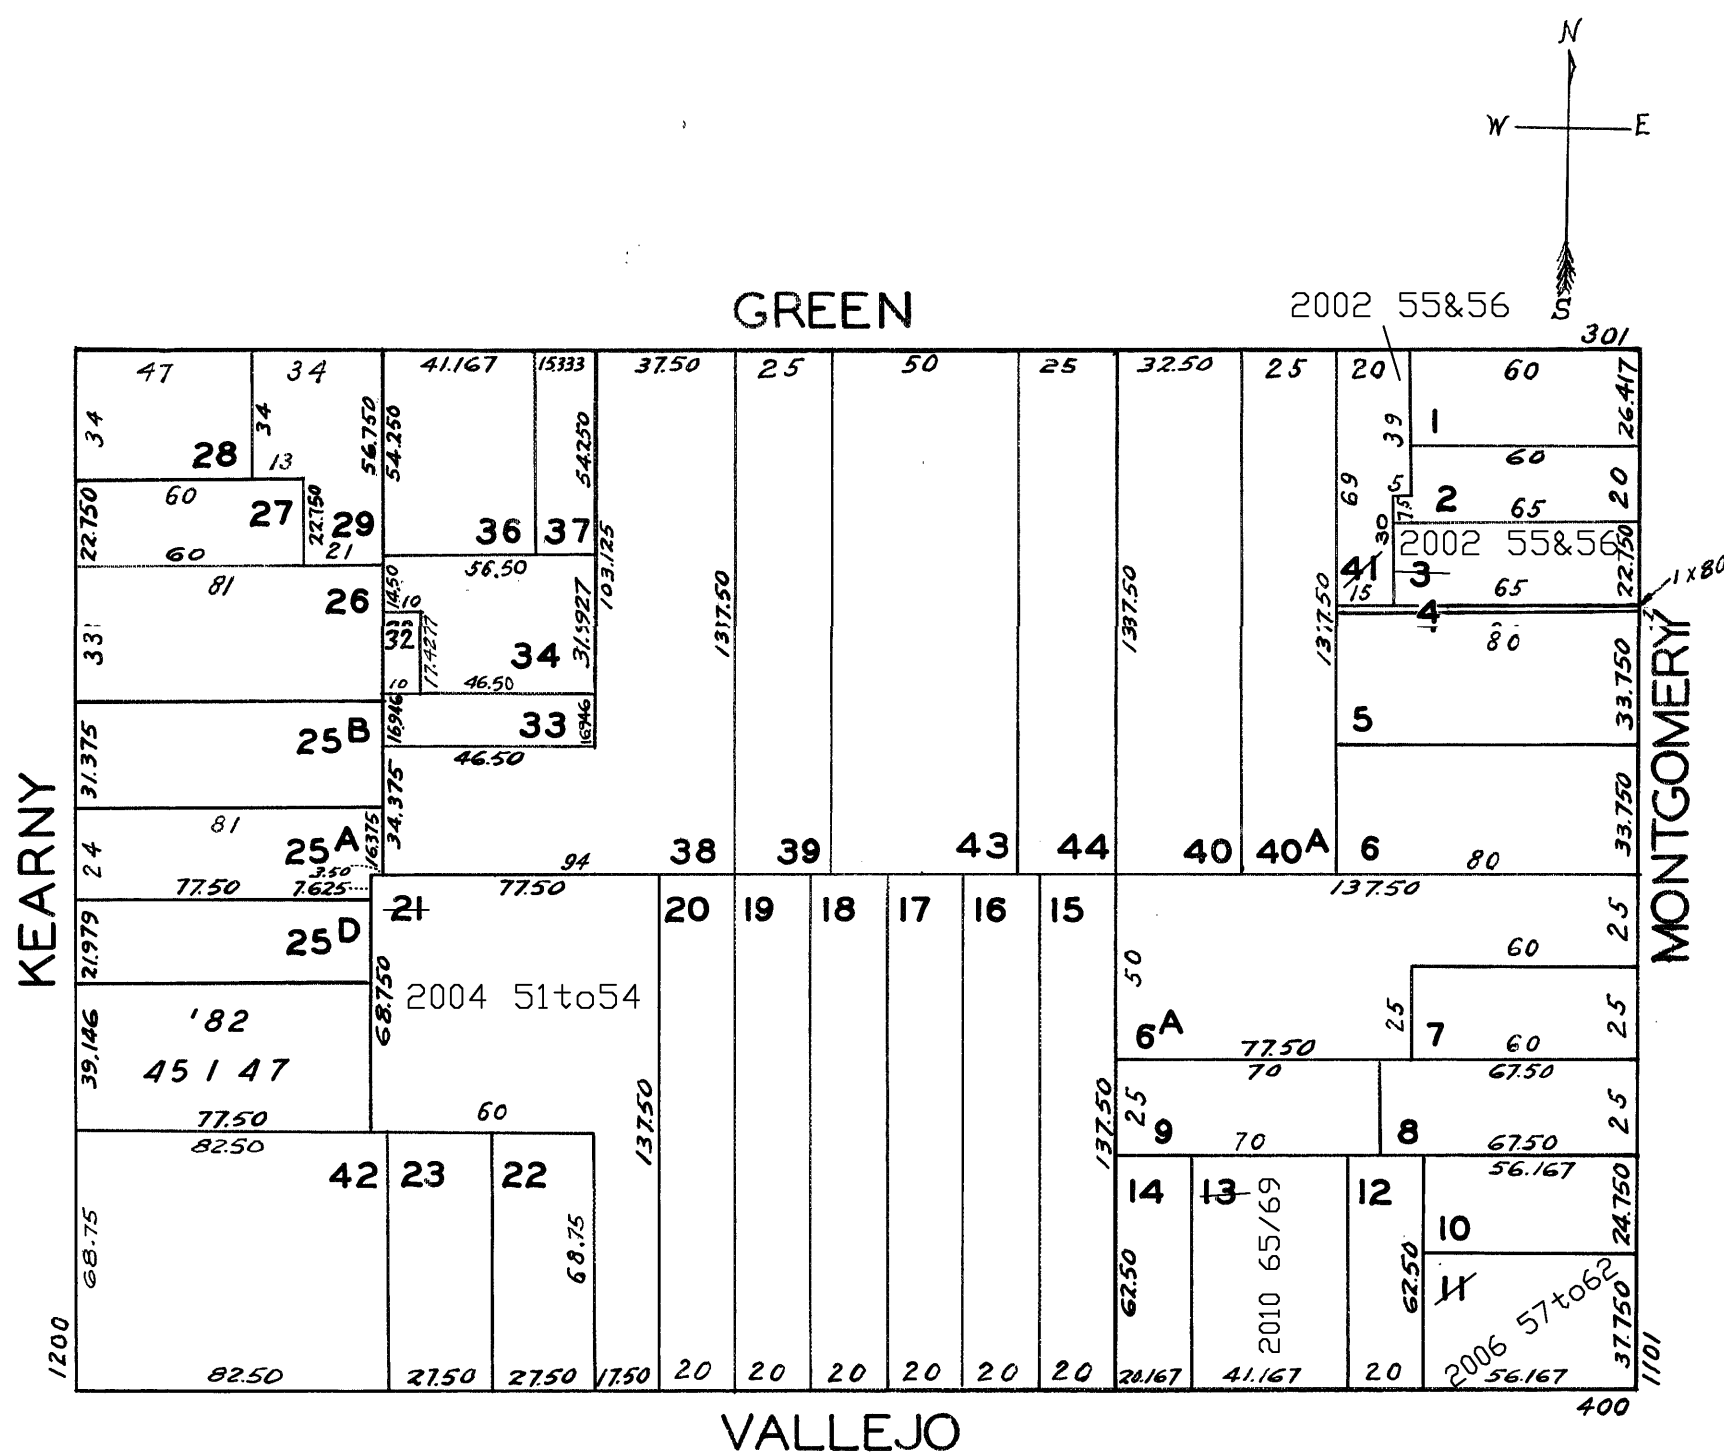 N
W E
S
GREEN
2002 55&56
301
47 34 41.167 15.333 37.50 25 50 25 32.50 25 20 60
34 34 56.750 54.250 54.250 39 1 26.417
28 13 60
60 27 22.750 29 36 37 69 5 7.5 2 65 20
22.750 60 21 56.50 103.125 30 2002 55&56 22.750
81 26 14.50 10 41 15 3 65 1 x 80
33 32 17.4277 34 31.3927 137.50 137.50 137.50 4 80
10 46.50 33.750
16.946 33 16.946 5
25B 46.50
31.375 34.375
KEARNY
MONTGOMERY
81 25A 16.375 38 39 43 44 40 40A 6 80 33.750
24 3.50 94
77.50 7.625 77.50 137.50
21 20 19 18 17 16 15 25
21.979 25D 60
68.750 2004 51to54 50
'82 6A 25 7 25
39.146 45 / 47 77.50 60
77.50 60 70 67.50
82.50 137.50 137.50 25 9 70 8 67.50 25
42 23 22 14 13 12 56.167
68.75 68.75 2010 65/69 10 24.750
62.50 62.50 11
2006 57to62
37.750
1200 1101
82.50 27.50 27.50 17.50 20 20 20 20 20 20 20.167 41.167 20 56.167
400
VALLEJO